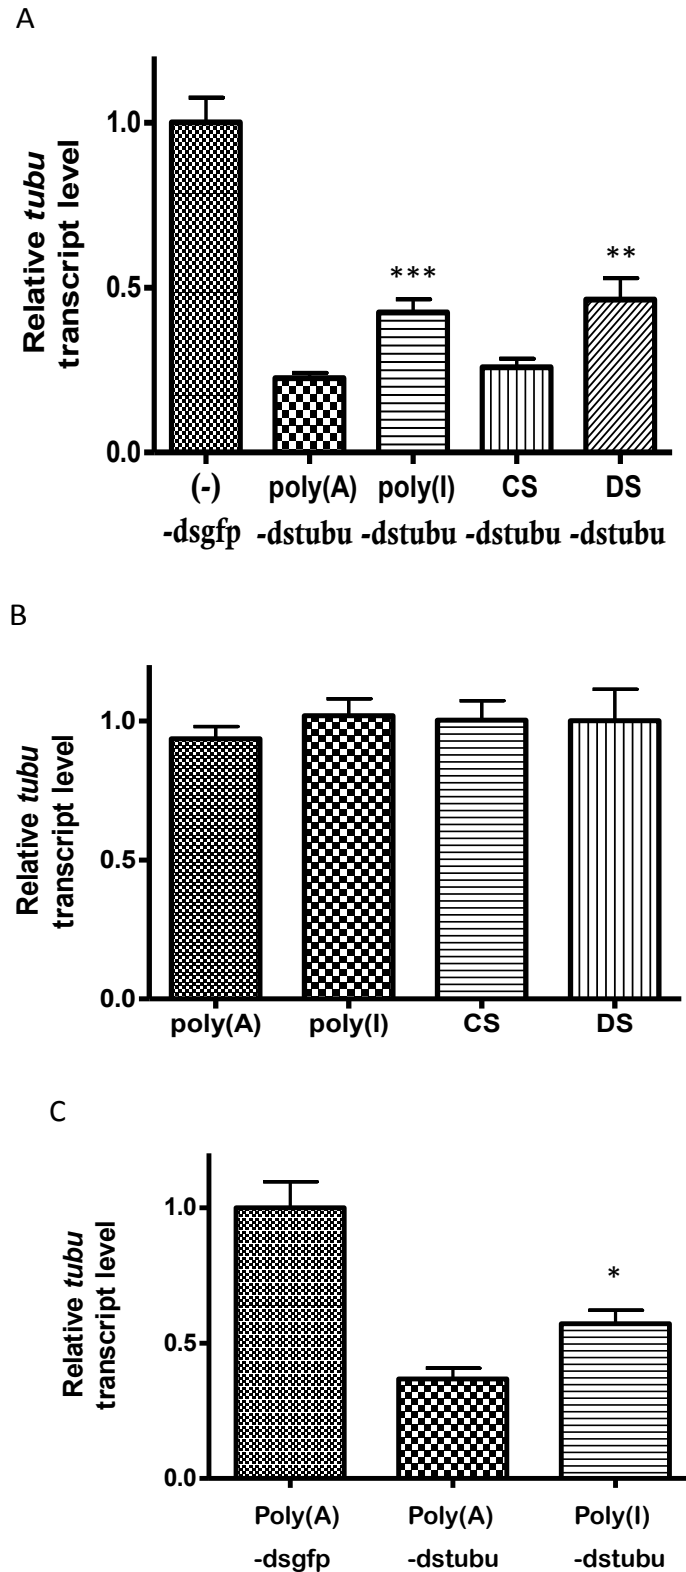 A
Relative tubu
transcript level
1.0
0.5
0.0
***
**
(-) poly(A) poly(I) CS DS
-dsgfp -dstubu -dstubu -dstubu -dstubu
B
Relative tubu
transcript level
1.0
0.5
0.0
poly(A) poly(I) CS DS
C
Relative tubu
transcript level
1.0
0.5
0.0
*
Poly(A) Poly(A) Poly(I)
-dsgfp -dstubu -dstubu